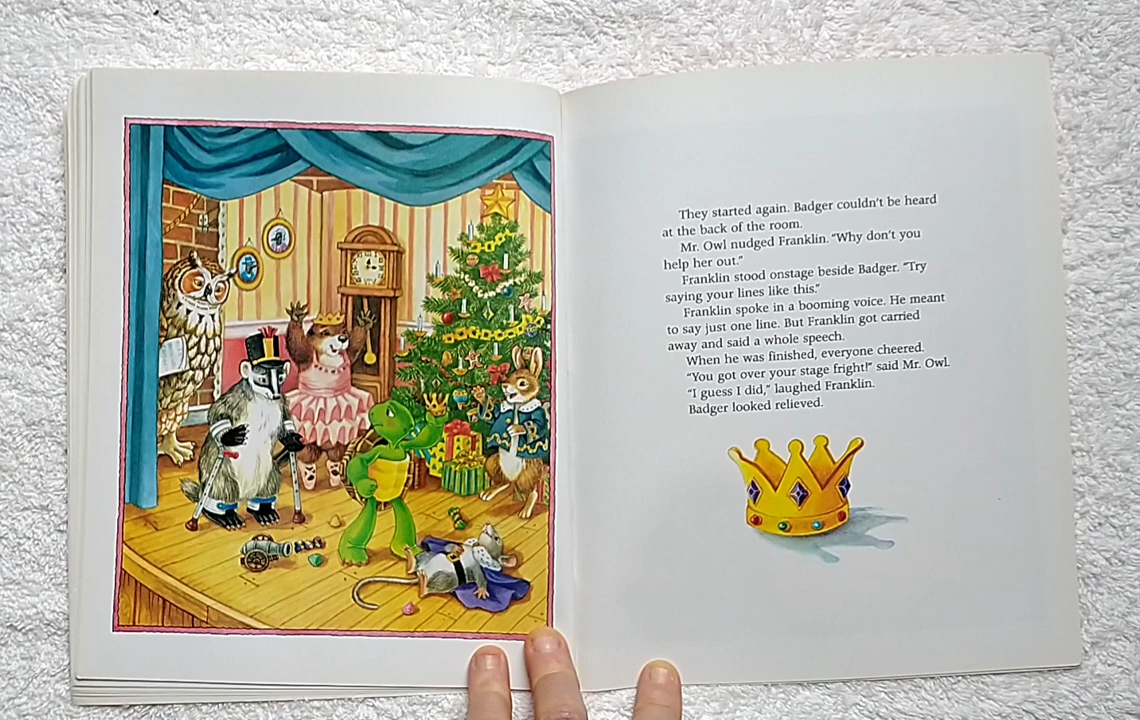 They started again. Badger couldn't be heard
at the back of the room.
Mr. Owl nudged Franklin. "Why don't you
help her out."
Franklin stood onstage beside Badger. "Try
saying your lines like this."
Franklin spoke in a booming voice. He meant
to say just one line. But Franklin got carried
away and said a whole speech.
When he was finished, everyone cheered.
"You got over your stage fright!" said Mr. Owl.
"I guess I did," laughed Franklin.
Badger looked relieved.